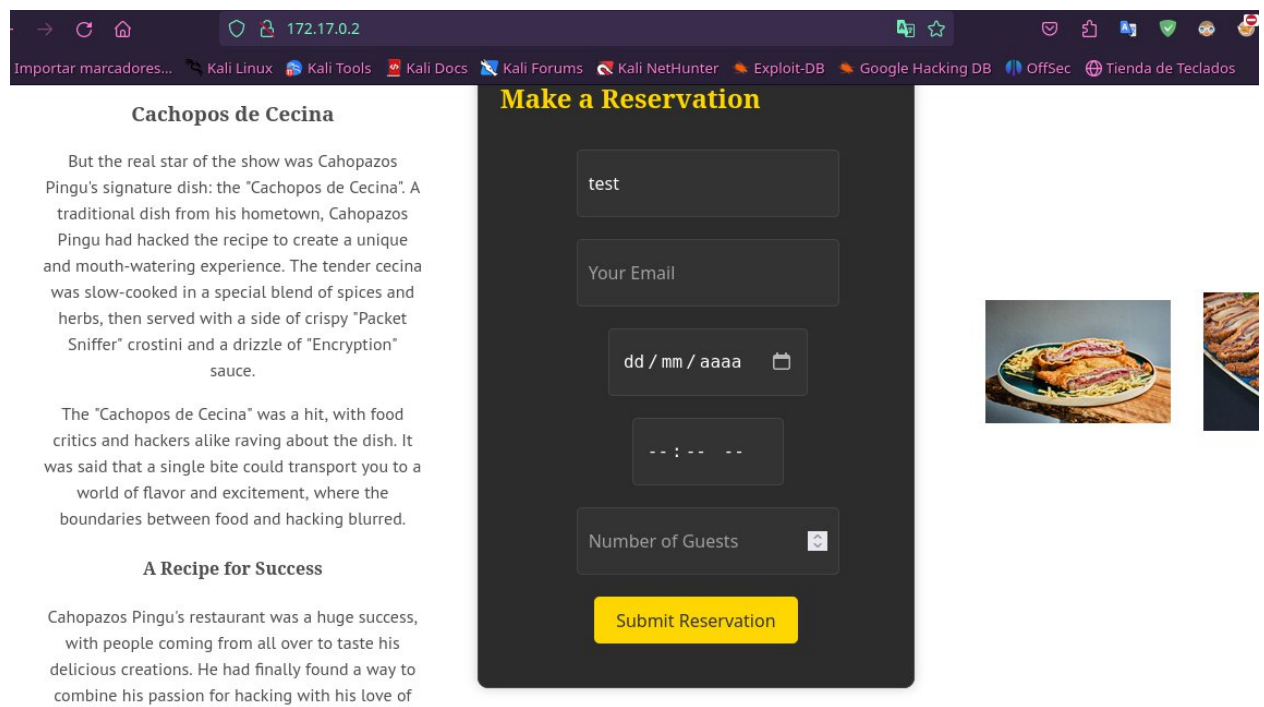 172.17.0.2
Importar marcadores... Kali Linux Kali Tools Kali Docs Kali Forums Kali NetHunter Exploit-DB Google Hacking DB OffSec Tienda de Teclados
Cachopos de Cecina
But the real star of the show was Cahopazos
Pingu's signature dish: the "Cachopos de Cecina". A
traditional dish from his hometown, Cahopazos
Pingu had hacked the recipe to create a unique
and mouth-watering experience. The tender cecina
was slow-cooked in a special blend of spices and
herbs, then served with a side of crispy "Packet
Sniffer" crostini and a drizzle of "Encryption"
sauce.
The "Cachopos de Cecina" was a hit, with food
critics and hackers alike raving about the dish. It
was said that a single bite could transport you to a
world of flavor and excitement, where the
boundaries between food and hacking blurred.
A Recipe for Success
Cahopazos Pingu's restaurant was a huge success,
with people coming from all over to taste his
delicious creations. He had finally found a way to
combine his passion for hacking with his love of
Make a Reservation
test
Your Email
dd/mm/aaaa
--:-- --
Number of Guests
Submit Reservation